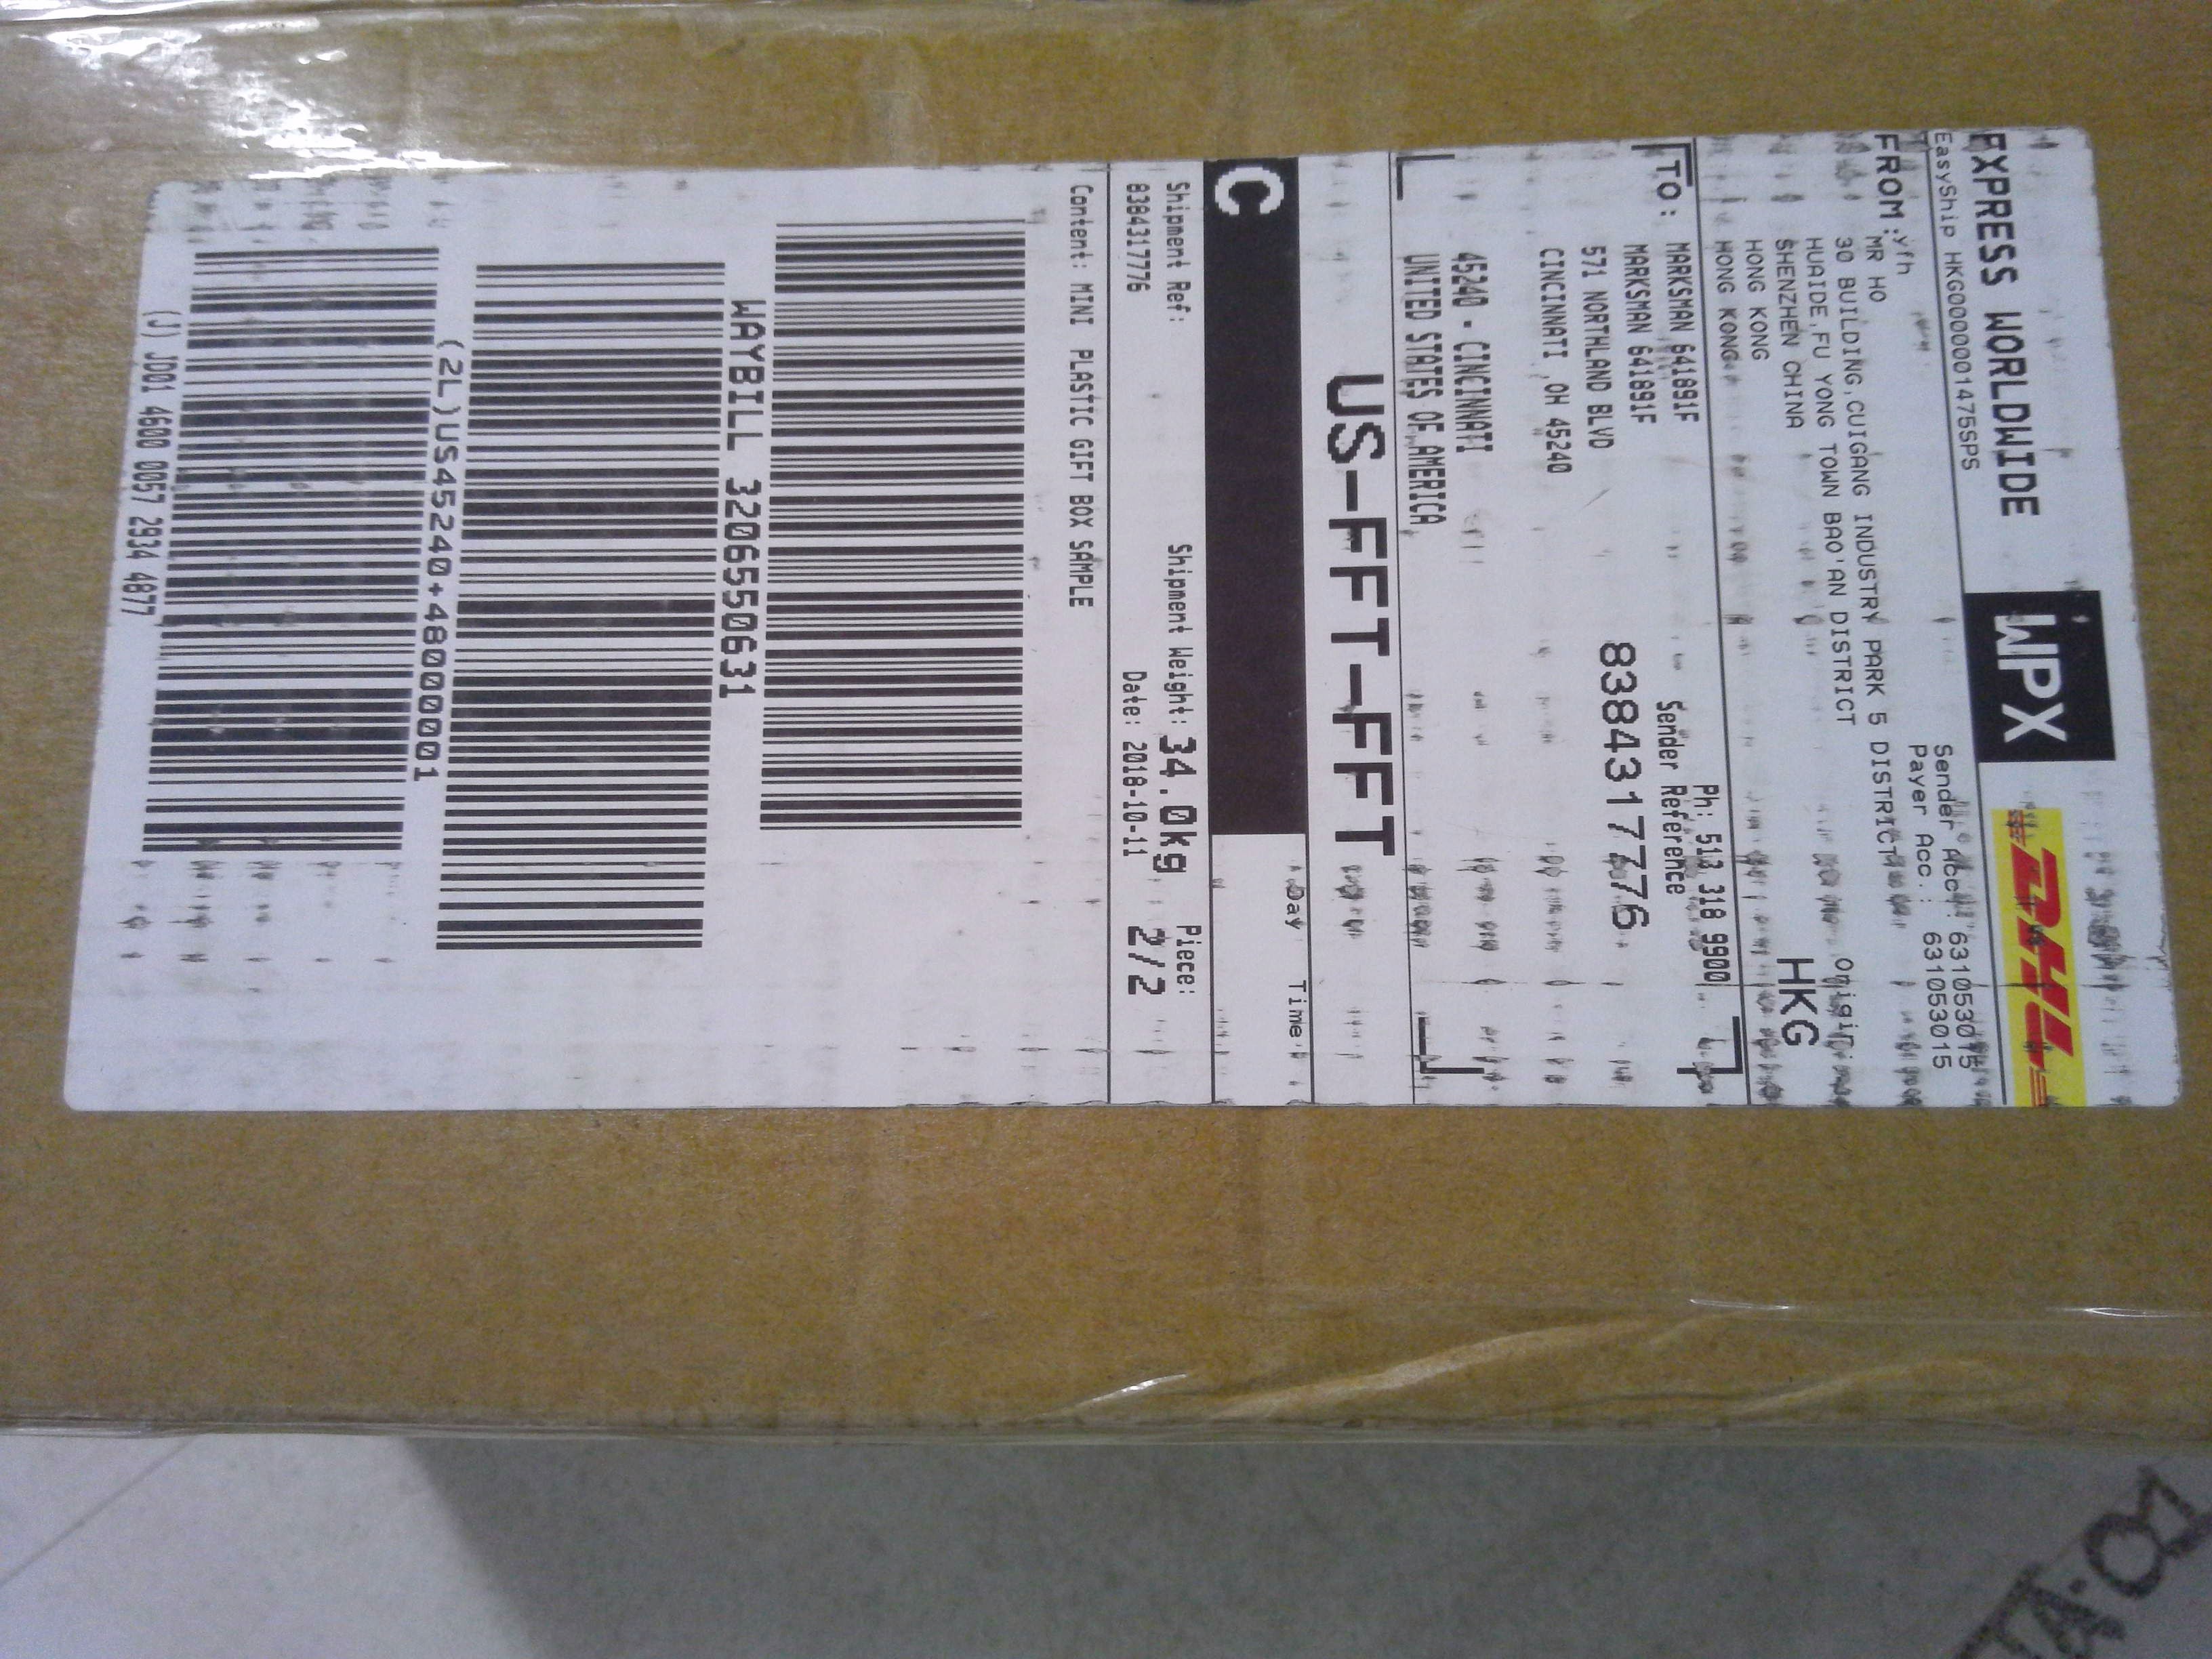 EXPRESS WORLDWIDE
WPX
DHL
EasyShip HKG0000001475SPS
Sender Acc.: 631053015
Payer Acc.: 631053015
FROM: yfh
MR HO
30 BUILDING,CUIGANG INDUSTRY PARK 5 DISTRICT
HUAIDE,FU YONG TOWN BAO'AN DISTRICT
SHENZHEN CHINA
HONG KONG
HONG KONG
Origin:
HKG
TO: MARKSMAN 641891F
MARKSMAN 641891F
571 NORTHLAND BLVD
CINCINNATI ,OH 45240
45240 - CINCINNATI
UNITED STATES OF AMERICA
Ph: 513 318 9900
Sender Reference
8384317776
US-FFT-FFT
C
Day Time
Shipment Ref: Shipment Weight: 34.0kg Piece:
8384317776 Date: 2018-10-11 2/2
Content: MINI PLASTIC GIFT BOX SAMPLE
WAYBILL 3206550631
(2L)US45240+48000001
(J) JD01 4600 0057 2934 4877